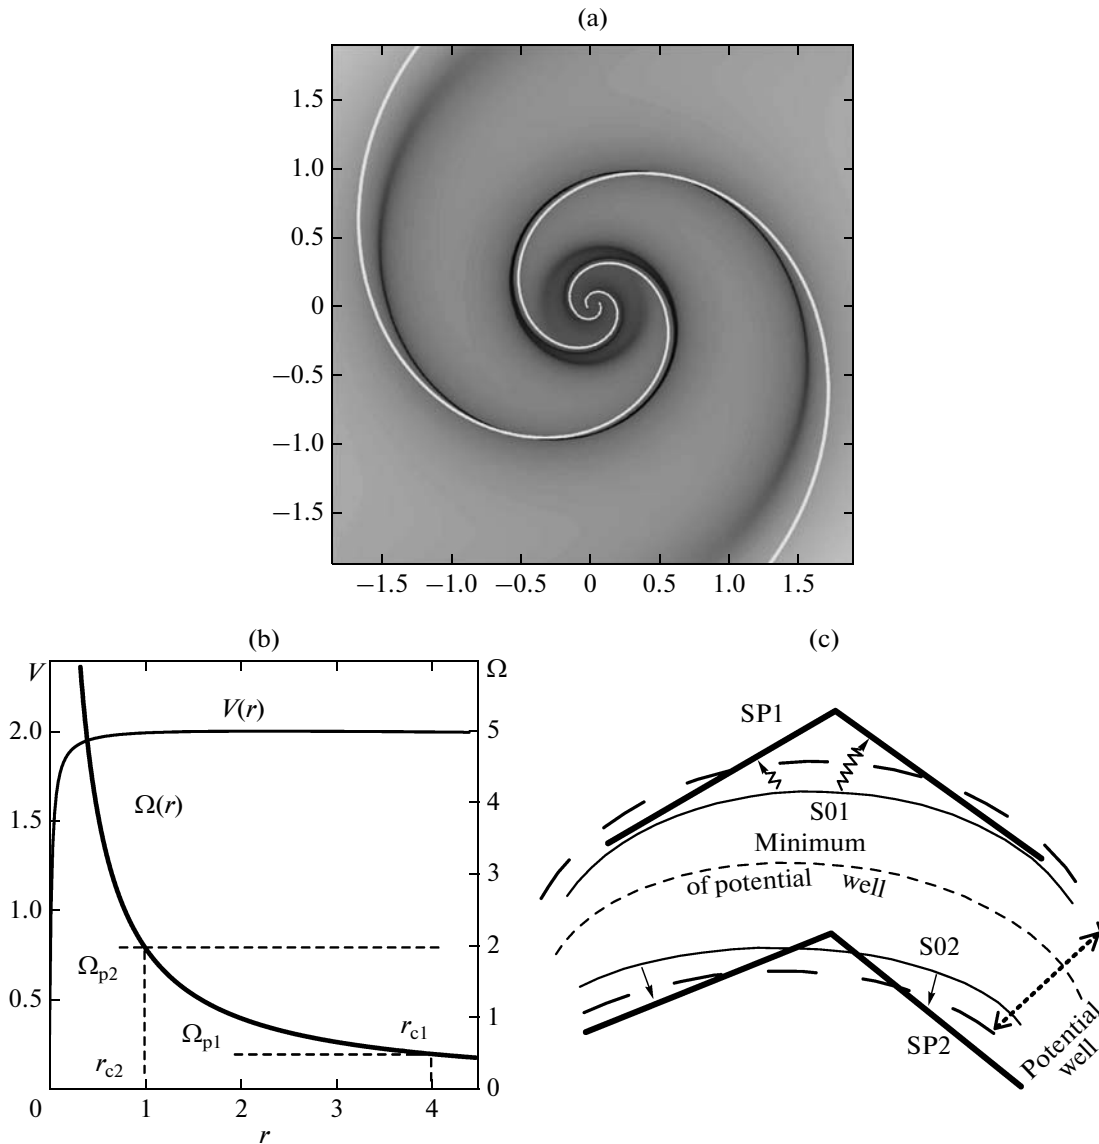 (a)
1.5
1.0
0.5
0
−0.5
−1.0
−1.5
−1.5 −1.0 −0.5 0 0.5 1.0 1.5
(b)
V
Ω
2.0
1.5
1.0
0.5
0
5
4
3
2
1
0
V(r)
Ω(r)
Ωp2
Ωp1
rc1
rc2
1 2 3 4
r
(c)
SP1
S01
Minimum
of potential well
S02
SP2
Potential
well